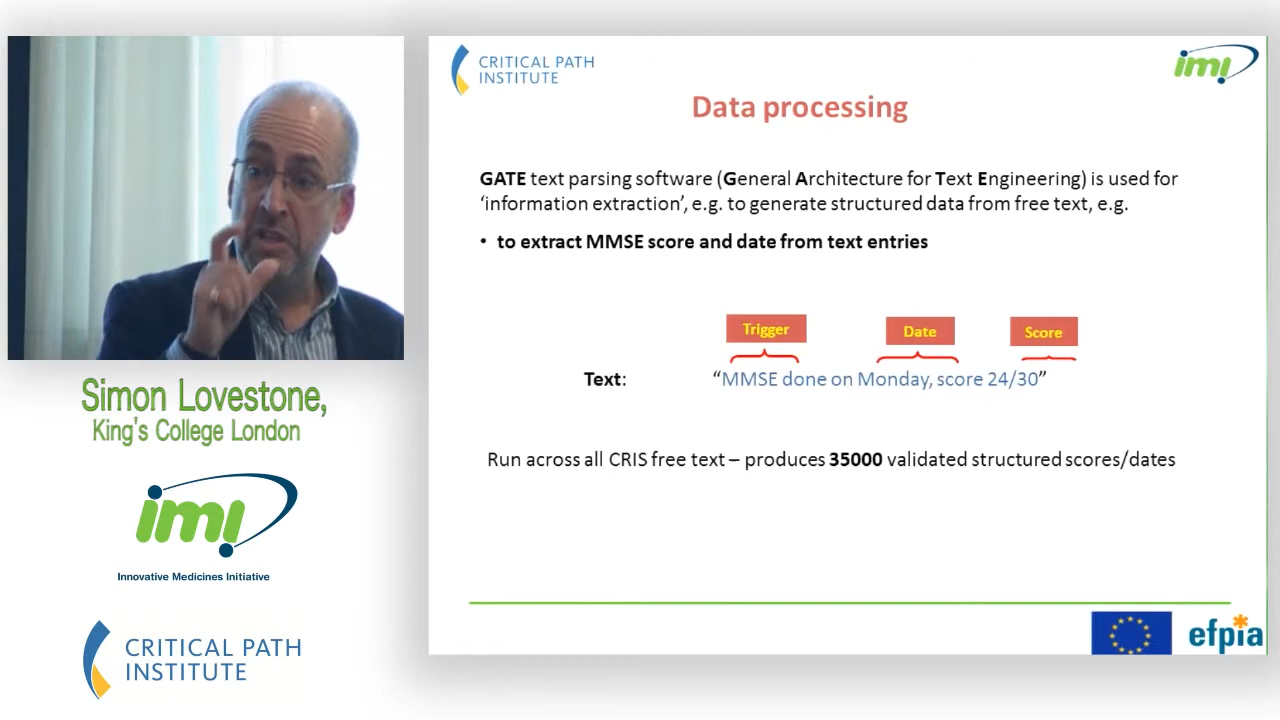 Simon Lovestone,
King's College London
imi
Innovative Medicines Initiative
CRITICAL PATH
INSTITUTE
CRITICAL PATH
INSTITUTE
imi
Data processing
GATE text parsing software (General Architecture for Text Engineering) is used for
‘information extraction’, e.g. to generate structured data from free text, e.g.
• to extract MMSE score and date from text entries
Trigger
Date
Score
Text: “MMSE done on Monday, score 24/30”
Run across all CRIS free text – produces 35000 validated structured scores/dates
efpia